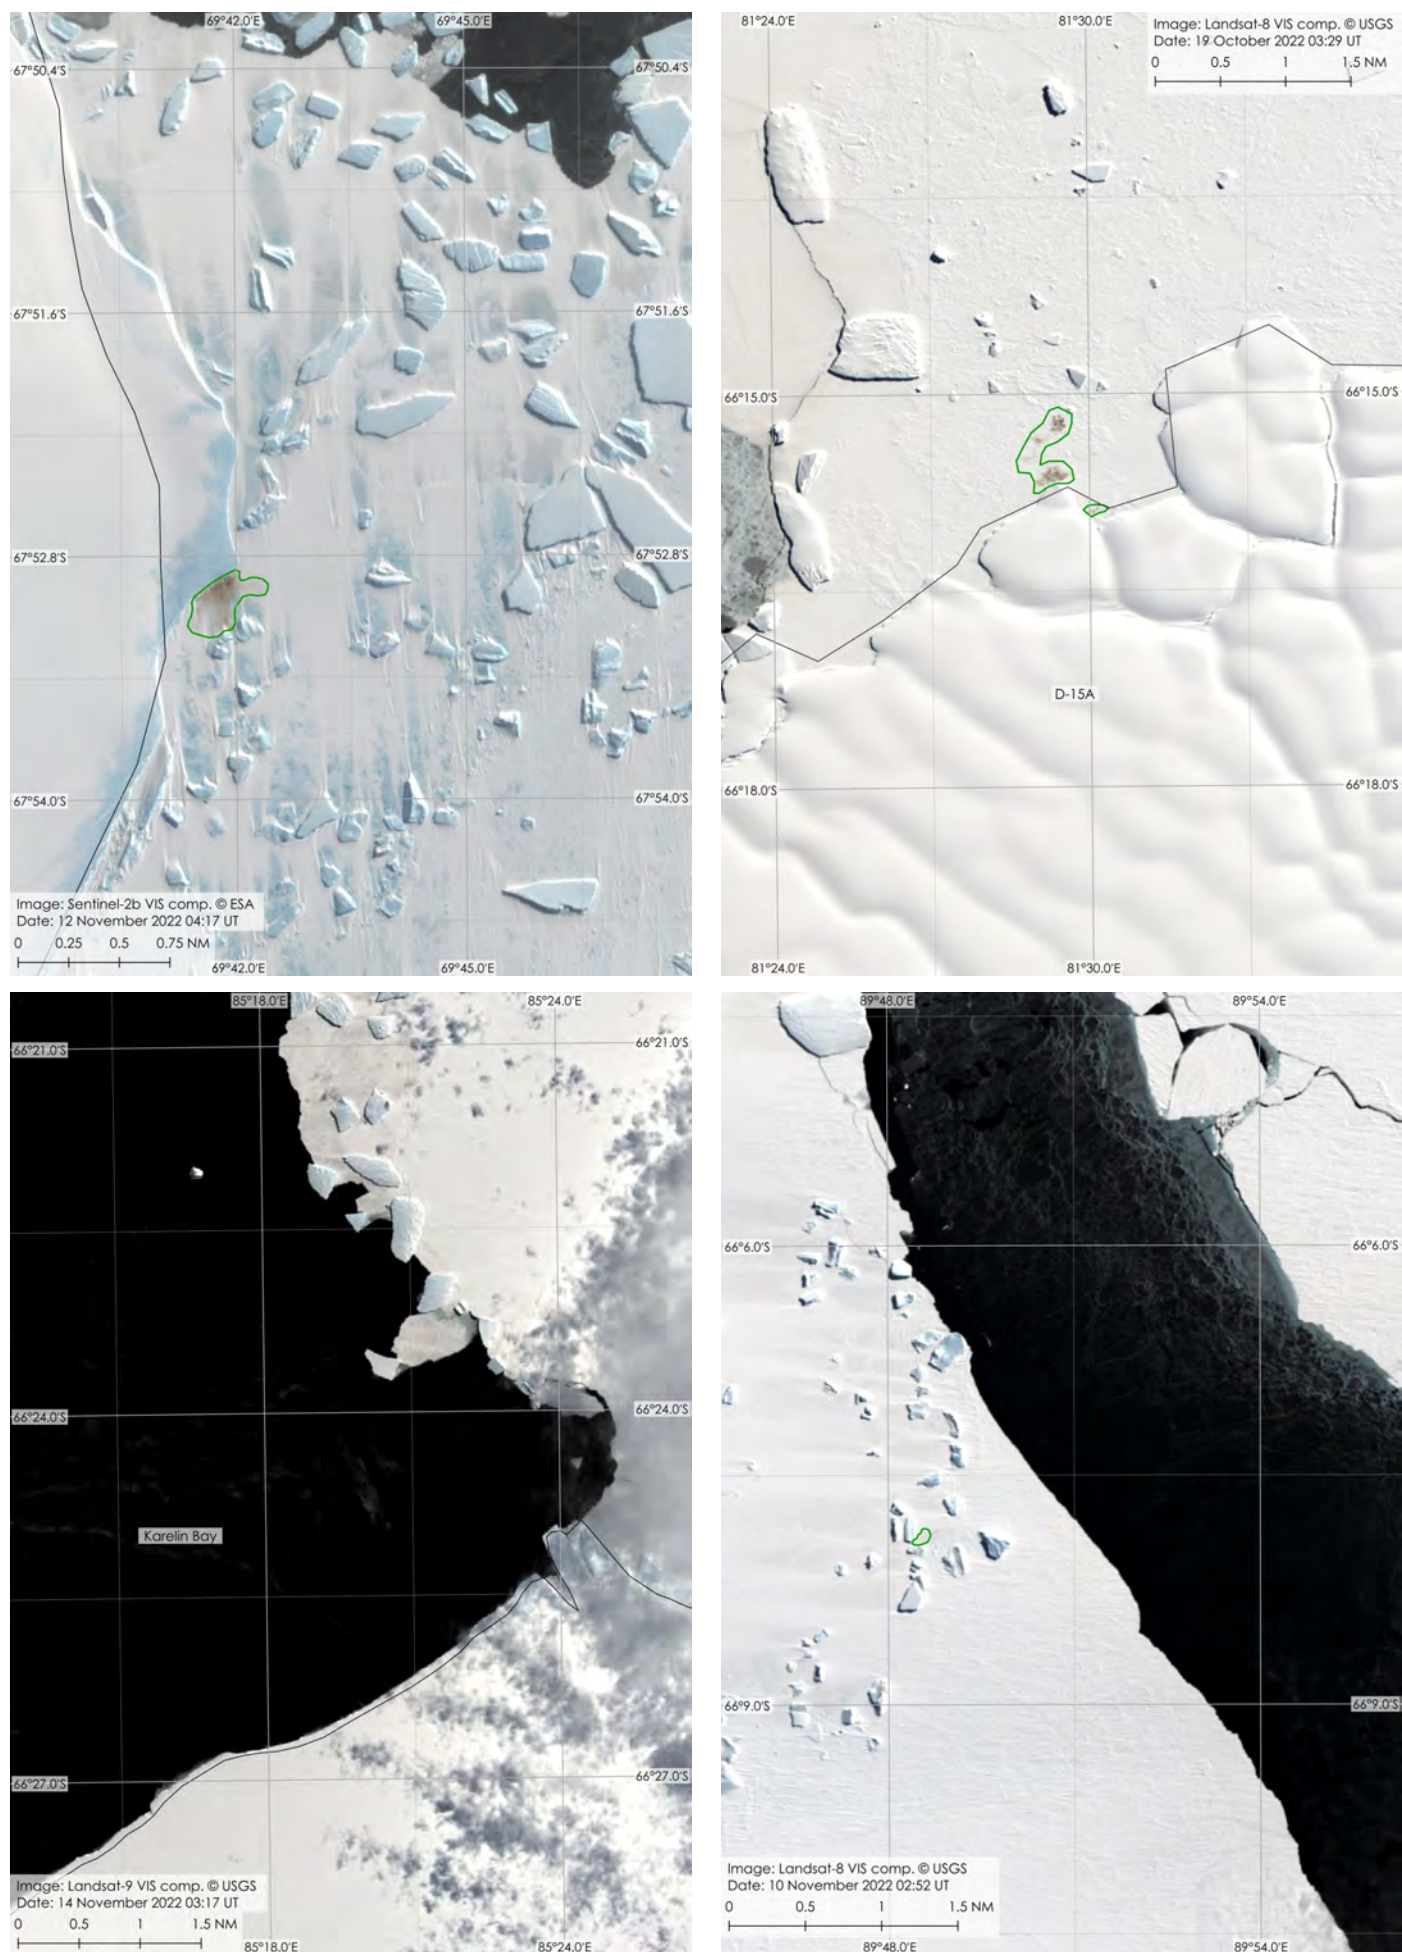 69°42.0'E
69°45.0'E
67°50.4'S
67°50.4'S
67°51.6'S
67°51.6'S
67°52.8'S
67°52.8'S
67°54.0'S
67°54.0'S
Image: Sentinel-2b VIS comp. © ESA
Date: 12 November 2022 04:17 UT
0 0.25 0.5 0.75 NM
69°42.0'E
69°45.0'E
81°24.0'E
81°30.0'E
Image: Landsat-8 VIS comp. © USGS
Date: 19 October 2022 03:29 UT
0 0.5 1 1.5 NM
66°15.0'S
66°15.0'S
D-15A
66°18.0'S
66°18.0'S
81°24.0'E
81°30.0'E
85°18.0'E
85°24.0'E
66°21.0'S
66°21.0'S
66°24.0'S
66°24.0'S
Karelin Bay
66°27.0'S
66°27.0'S
Image: Landsat-9 VIS comp. © USGS
Date: 14 November 2022 03:17 UT
0 0.5 1 1.5 NM
85°18.0'E
85°24.0'E
89°48.0'E
89°54.0'E
66°6.0'S
66°6.0'S
66°9.0'S
66°9.0'S
Image: Landsat-8 VIS comp. © USGS
Date: 10 November 2022 02:52 UT
0 0.5 1 1.5 NM
89°48.0'E
89°54.0'E